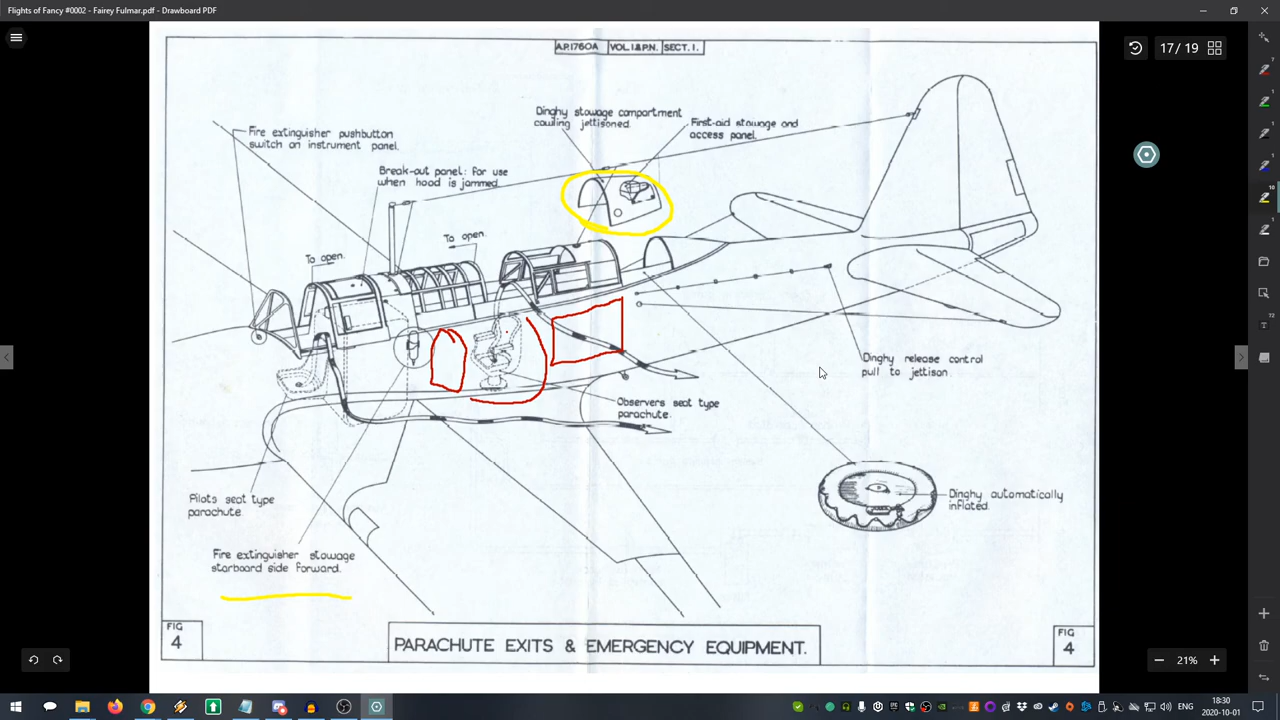 Flights of Fancy #0002 - Fairey Fulmar.pdf - Drawboard PDF
17/19
A.P.1760A VOL.I & P.N. SECT.1.
Dinghy stowage compartment
cowling jettisoned.
First-aid stowage and
access panel.
Fire extinguisher pushbutton
switch on instrument panel.
Break-out panel: for use
when hood is jammed.
To open.
To open.
Dinghy release control
pull to jettison.
Observers seat type
parachute.
Dinghy automatically
inflated.
Pilots seat type
parachute.
Fire extinguisher stowage
starboard side forward.
FIG
4
PARACHUTE EXITS & EMERGENCY EQUIPMENT.
FIG
4
21%
ENG
18:30
2020-10-01